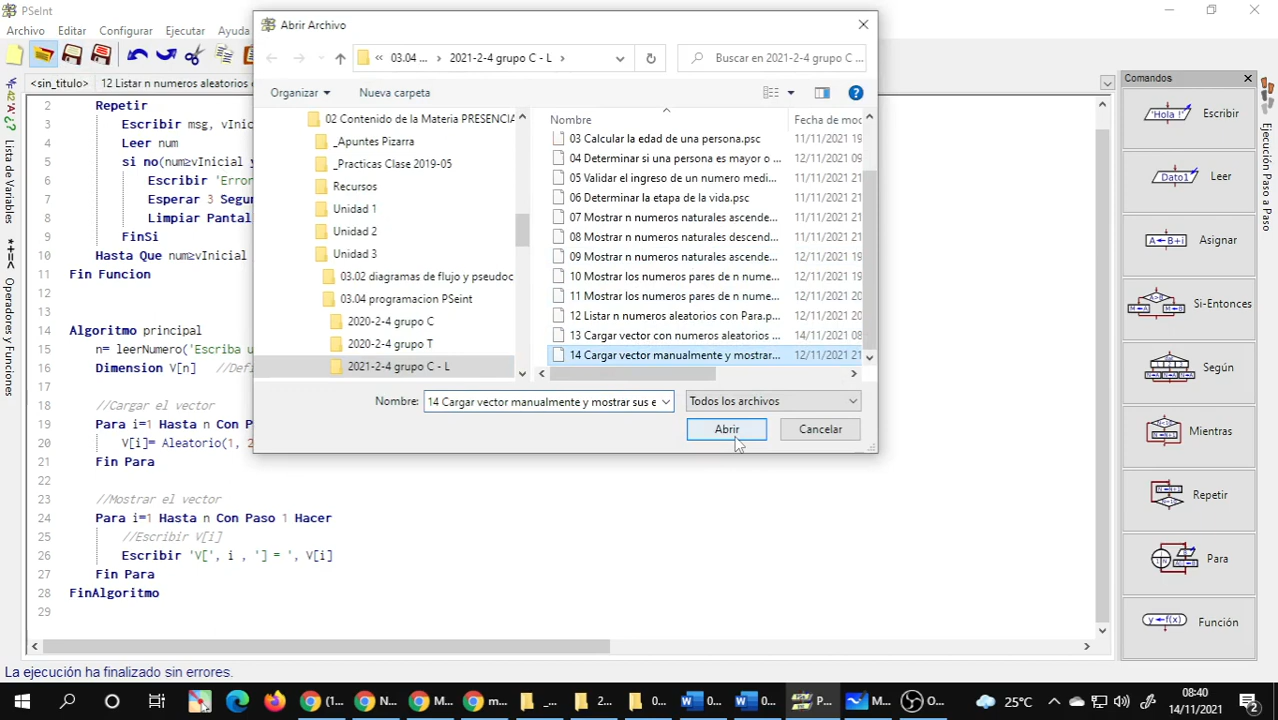 PSeInt
Archivo Editar Configurar Ejecutar Ayuda
<sin_titulo> 12 Listar n numeros aleatorios
Lista de Variables
Operadores y Funciones
2 Repetir
3 Escribir msg, vInic
4 Leer num
5 si no(num≥vInicial y
6 Escribir 'Error
7 Esperar 3 Segun
8 Limpiar Pantal
9 FinSi
10 Hasta Que num≥vInicial
11 Fin Funcion
12
13
14 Algoritmo principal
15 n= leerNumero('Escriba u
16 Dimension V[n] //Defi
17
18 //Cargar el vector
19 Para i=1 Hasta n Con P
20 V[i]= Aleatorio(1, 2
21 Fin Para
22
23 //Mostrar el vector
24 Para i=1 Hasta n Con Paso 1 Hacer
25 //Escribir V[i]
26 Escribir 'V[', i , '] = ', V[i]
27 Fin Para
28 FinAlgoritmo
29
Abrir Archivo
« 03.04 ... › 2021-2-4 grupo C - L ›
Buscar en 2021-2-4 grupo C ...
Organizar
Nueva carpeta
02 Contenido de la Materia PRESENCIA
_Apuntes Pizarra
_Practicas Clase 2019-05
Recursos
Unidad 1
Unidad 2
Unidad 3
03.02 diagramas de flujo y pseudoc
03.04 programacion PSeint
2020-2-4 grupo C
2020-2-4 grupo T
2021-2-4 grupo C - L
Nombre Fecha de mod
03 Calcular la edad de una persona.psc 11/11/2021 19
04 Determinar si una persona es mayor o ... 12/11/2021 09
05 Validar el ingreso de un numero medi... 11/11/2021 21
06 Determinar la etapa de la vida.psc 11/11/2021 21
07 Mostrar n numeros naturales ascende... 11/11/2021 21
08 Mostrar n numeros naturales descend... 11/11/2021 21
09 Mostrar n numeros naturales ascende... 12/11/2021 19
10 Mostrar los numeros pares de n nume... 12/11/2021 19
11 Mostrar los numeros pares de n nume... 12/11/2021 20
12 Listar n numeros aleatorios con Para.p... 12/11/2021 20
13 Cargar vector con numeros aleatorios ... 14/11/2021 08
14 Cargar vector manualmente y mostrar... 12/11/2021 21
Nombre: 14 Cargar vector manualmente y mostrar sus e
Todos los archivos
Abrir
Cancelar
Comandos
'Hola !' Escribir
Dato1 Leer
A←B+i Asignar
Si-Entonces
Según
Mientras
Repetir
Para
y←f(x) Función
Ejecución Paso a Paso
La ejecución ha finalizado sin errores.
(1... N... M... m... _... 2... 0... 0... 0... P... M... O...
25°C
08:40
14/11/2021
2